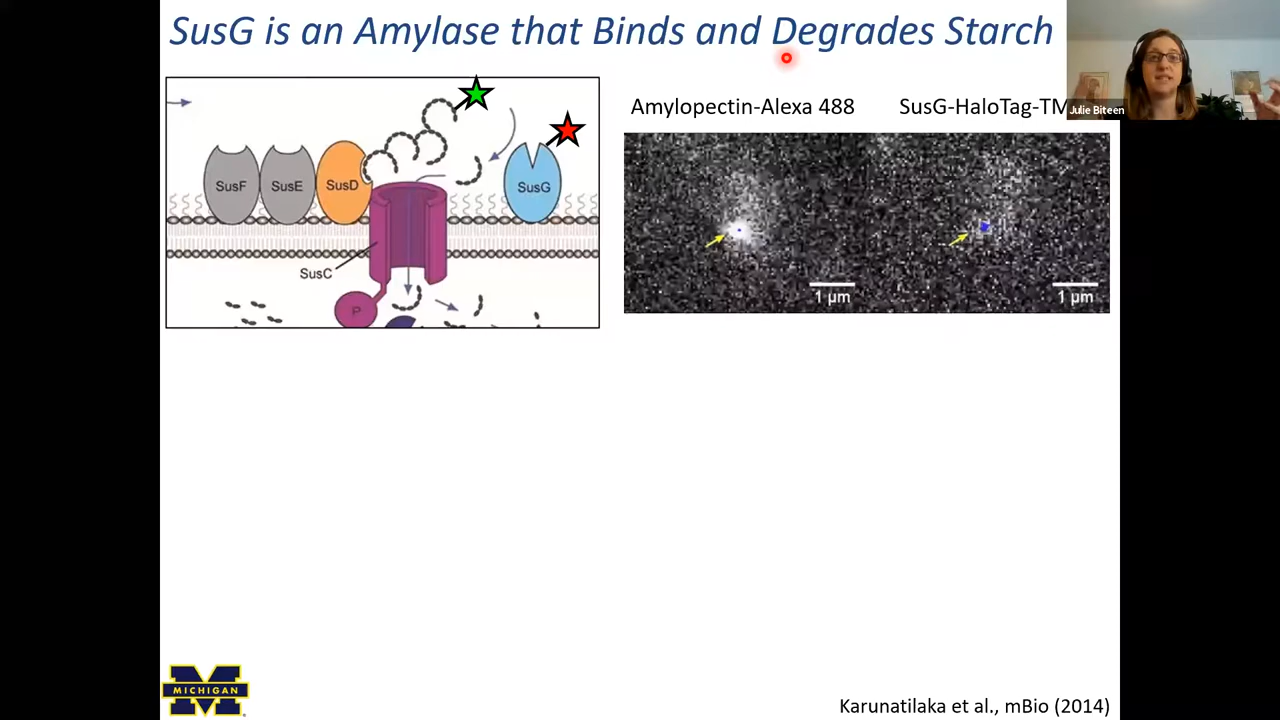 SusG is an Amylase that Binds and Degrades Starch
Julie Biteen
Amylopectin-Alexa 488
SusG-HaloTag-TM
SusF
SusE
SusD
SusG
SusC
P
1 μm
1 μm
MICHIGAN
Karunatilaka et al., mBio (2014)